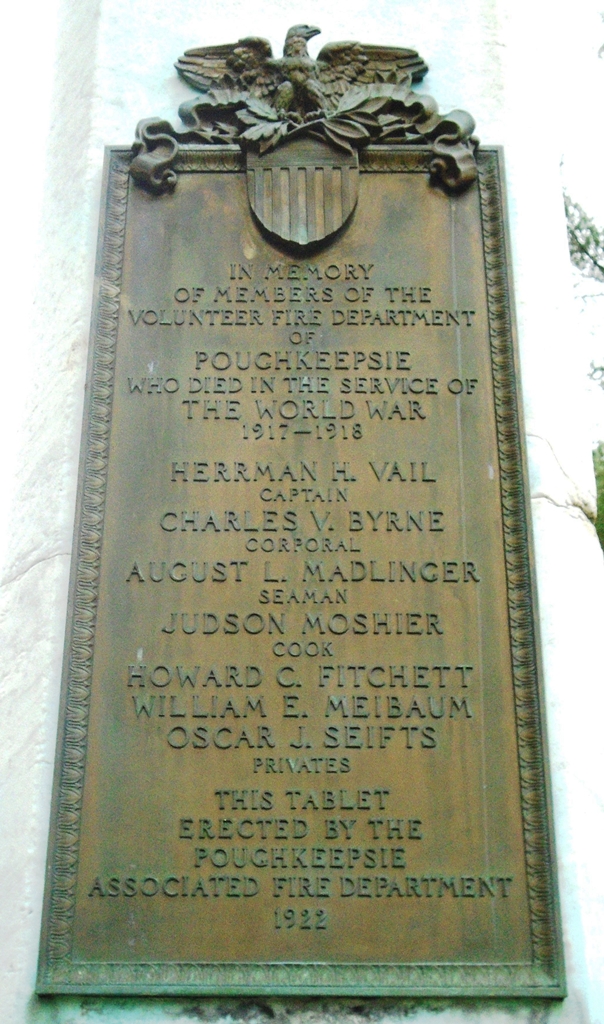 IN MEMORY
OF MEMBERS OF THE
VOLUNTEER FIRE DEPARTMENT
OF
POUGHKEEPSIE
WHO DIED IN THE SERVICE OF
THE WORLD WAR
1917–1918
HERRMAN H. VAIL
CAPTAIN
CHARLES V. BYRNE
CORPORAL
AUGUST L. MADLINGER
SEAMAN
JUDSON MOSHIER
COOK
HOWARD C. FITCHETT
WILLIAM E. MEIBAUM
OSCAR J. SEIFTS
PRIVATES
THIS TABLET
ERECTED BY THE
POUGHKEEPSIE
ASSOCIATED FIRE DEPARTMENT
1922